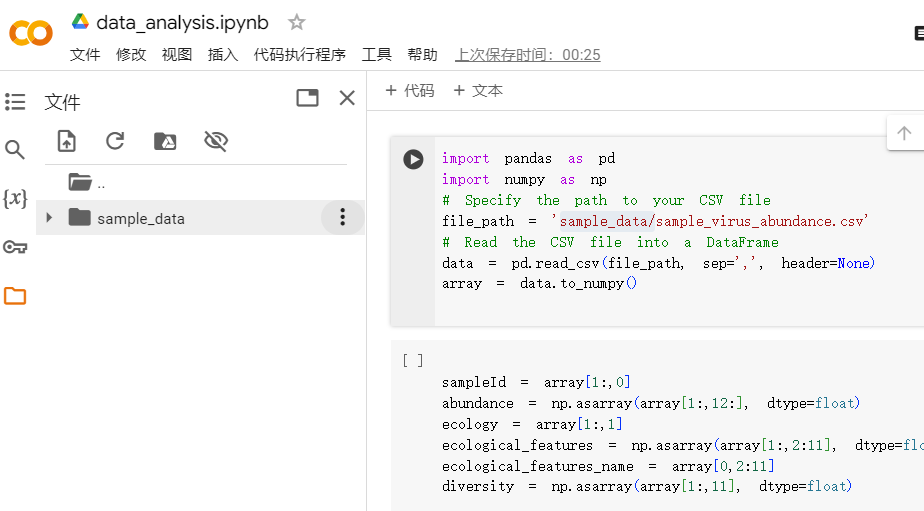 data_analysis.ipynb
文件 修改 视图 插入 代码执行程序 工具 帮助 上次保存时间：00:25
文件
+ 代码 + 文本
..
sample_data
{x}
import pandas as pd
import numpy as np
# Specify the path to your CSV file
file_path = 'sample_data/sample_virus_abundance.csv'
# Read the CSV file into a DataFrame
data = pd.read_csv(file_path, sep=',', header=None)
array = data.to_numpy()
[ ]
sampleId = array[1:,0]
abundance = np.asarray(array[1:,12:], dtype=float)
ecology = array[1:,1]
ecological_features = np.asarray(array[1:,2:11], dtype=flo
ecological_features_name = array[0,2:11]
diversity = np.asarray(array[1:,11], dtype=float)